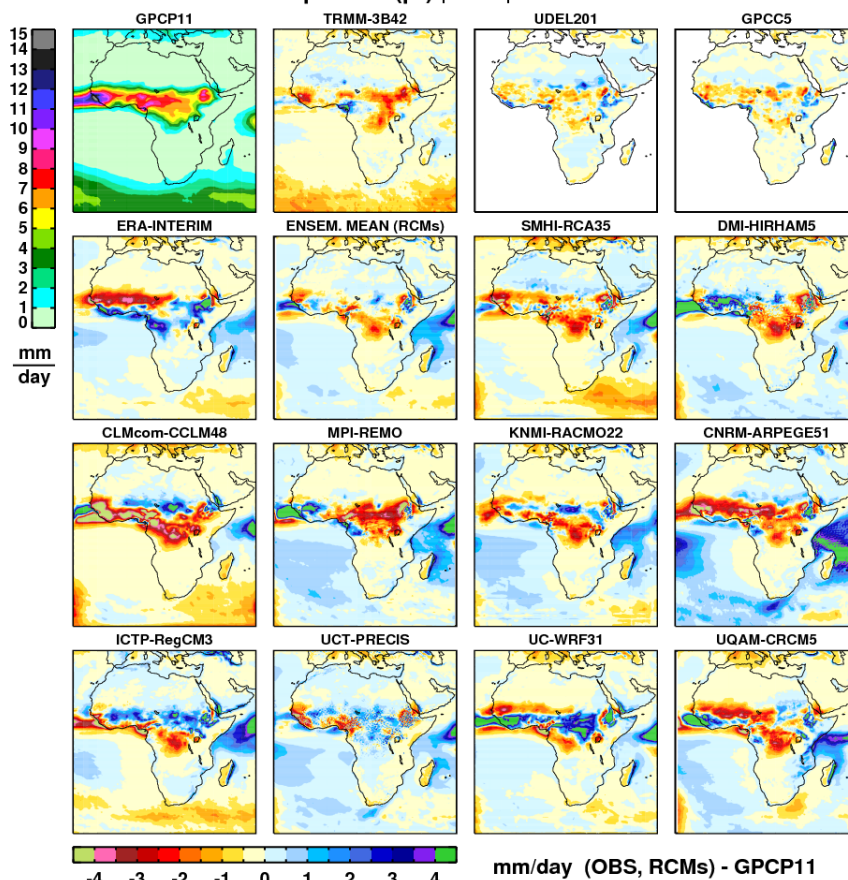 GPCP11 TRMM-3B42 UDEL201 GPCC5
15
14
13
12
11
10
9
8
7
6
5
4
3
2
1
0
mm
day
ERA-INTERIM ENSEM. MEAN (RCMs) SMHI-RCA35 DMI-HIRHAM5
CLMcom-CCLM48 MPI-REMO KNMI-RACMO22 CNRM-ARPEGE51
ICTP-RegCM3 UCT-PRECIS UC-WRF31 UQAM-CRCM5
-4 -3 -2 -1 0 1 2 3 4
mm/day (OBS, RCMs) - GPCP11